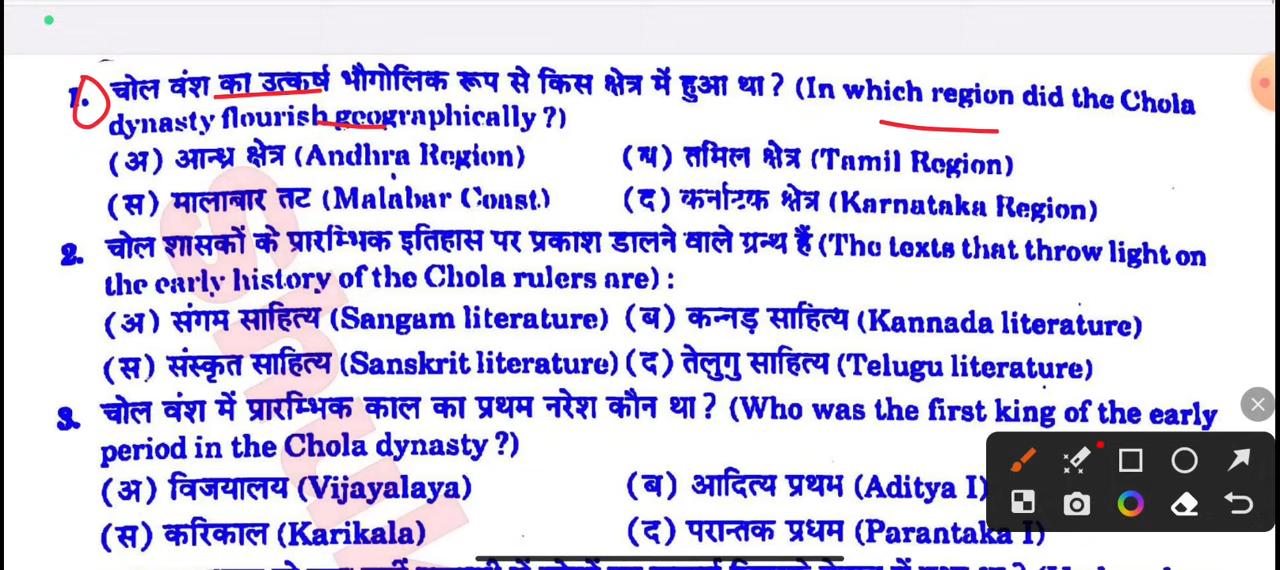 1. चोल वंश का उत्कर्ष भौगोलिक रूप से किस क्षेत्र में हुआ था? (In which region did the Chola
dynasty flourish geographically?)
(अ) आन्ध्र क्षेत्र (Andhra Region) (ब) तमिल क्षेत्र (Tamil Region)
(स) मालाबार तट (Malabar Const.) (द) कर्नाटक क्षेत्र (Karnataka Region)
2. चोल शासकों के प्रारम्भिक इतिहास पर प्रकाश डालने वाले ग्रन्थ हैं (The texts that throw light on
the early history of the Chola rulers are) :
(अ) संगम साहित्य (Sangam literature) (ब) कन्नड़ साहित्य (Kannada literature)
(स) संस्कृत साहित्य (Sanskrit literature) (द) तेलुगु साहित्य (Telugu literature)
3. चोल वंश में प्रारम्भिक काल का प्रथम नरेश कौन था? (Who was the first king of the early
period in the Chola dynasty?)
(अ) विजयालय (Vijayalaya) (ब) आदित्य प्रथम (Aditya I)
(स) करिकाल (Karikala) (द) परान्तक प्रथम (Parantaka I)